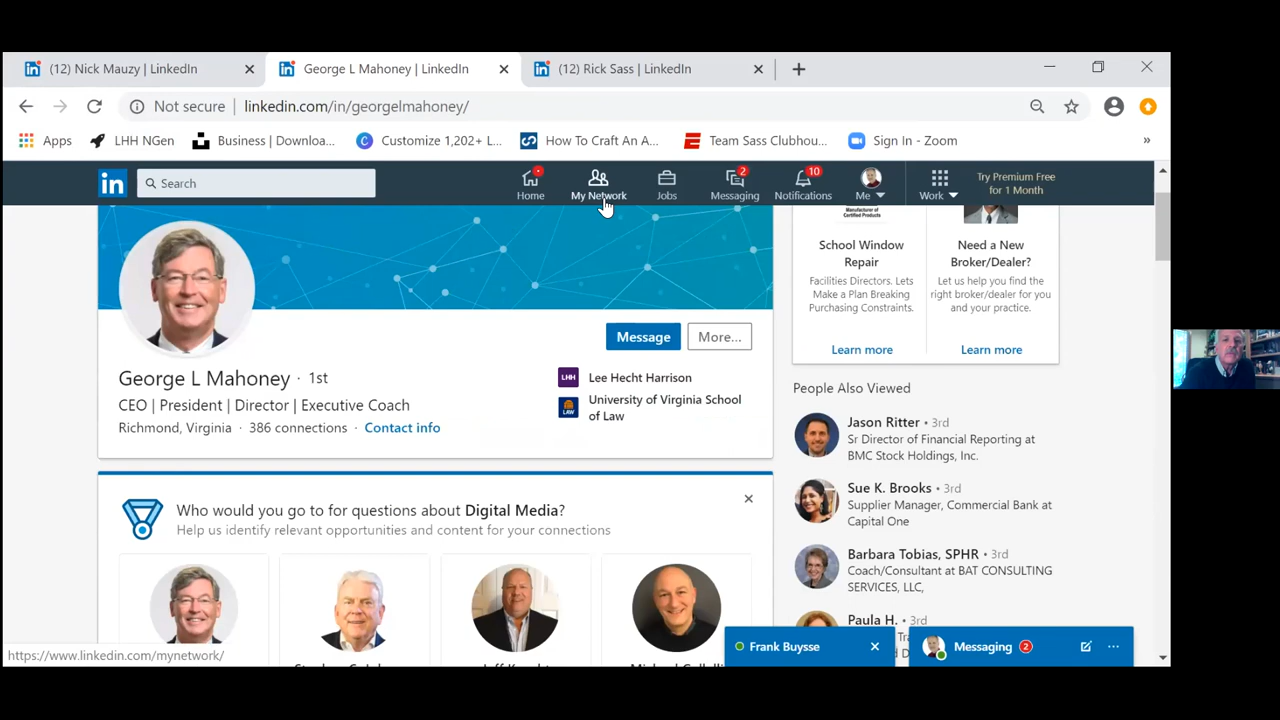 (12) Nick Mauzy | LinkedIn
George L Mahoney | LinkedIn
(12) Rick Sass | LinkedIn
Not secure
linkedin.com/in/georgelmahoney/
Apps
LHH NGen
Business | Downloa...
Customize 1,202+ L...
How To Craft An A...
Team Sass Clubhou...
Sign In - Zoom
»
in
Search
Home
My Network
Jobs
2
Messaging
10
Notifications
Me
Work
Try Premium Free
for 1 Month
Manufacturer of
Certified Products
School Window
Repair
Facilities Directors. Lets
Make a Plan Breaking
Purchasing Constraints.
Learn more
Need a New
Broker/Dealer?
Let us help you find the
right broker/dealer for you
and your practice.
Learn more
Message
More...
George L Mahoney · 1st
CEO | President | Director | Executive Coach
Richmond, Virginia · 386 connections · Contact info
LHH
Lee Hecht Harrison
LAW
University of Virginia School
of Law
Who would you go to for questions about Digital Media?
Help us identify relevant opportunities and content for your connections
People Also Viewed
Jason Ritter • 3rd
Sr Director of Financial Reporting at
BMC Stock Holdings, Inc.
Sue K. Brooks • 3rd
Supplier Manager, Commercial Bank at
Capital One
Barbara Tobias, SPHR • 3rd
Coach/Consultant at BAT CONSULTING
SERVICES, LLC,
Paula H. • 3rd
Frank Buysse
Messaging 2
https://www.linkedin.com/mynetwork/